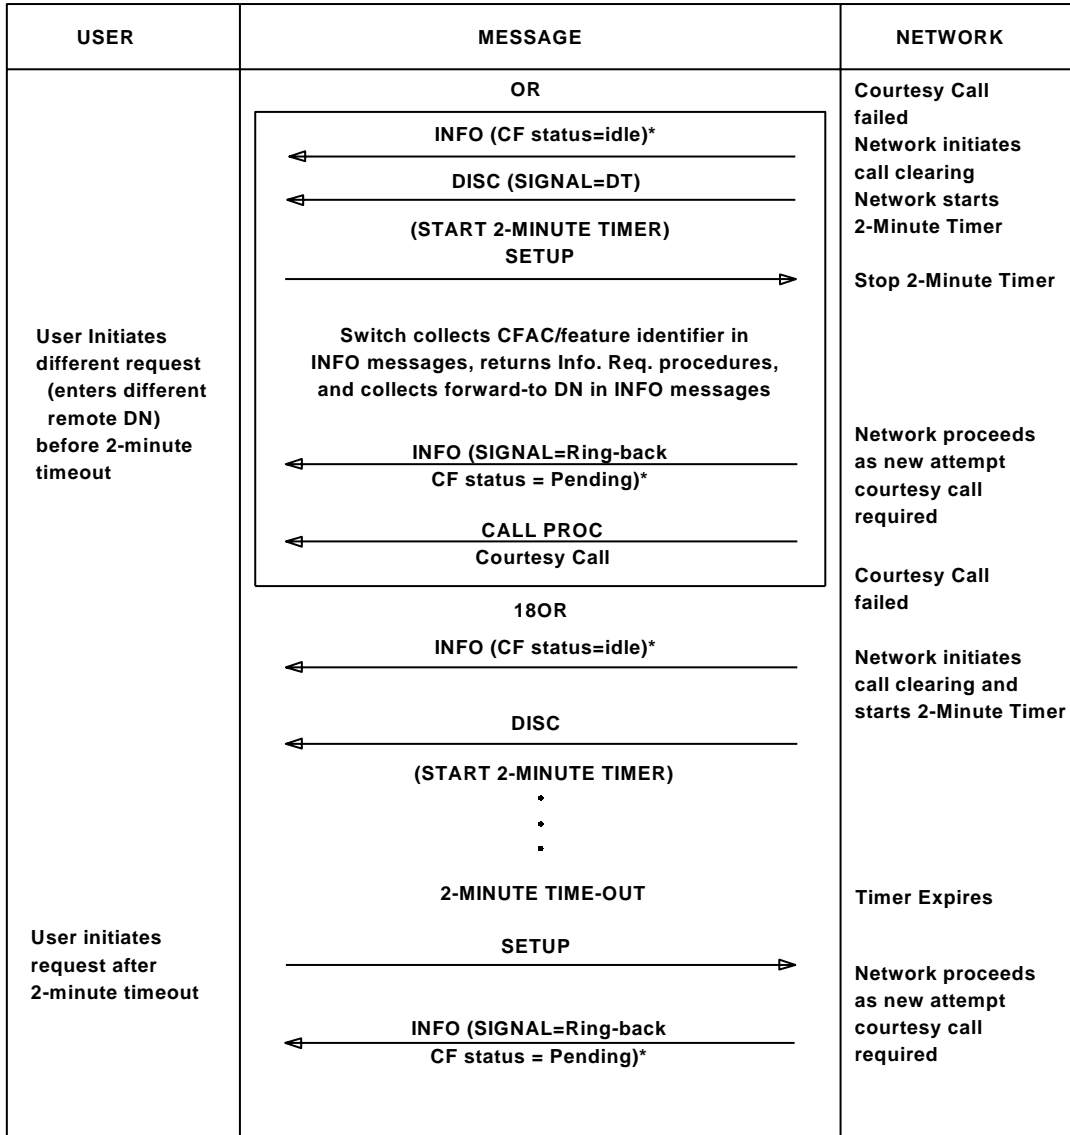 USER
MESSAGE
NETWORK
OR
Courtesy Call
failed
Network initiates
call clearing
Network starts
2-Minute Timer
INFO (CF status=idle)*
DISC (SIGNAL=DT)
(START 2-MINUTE TIMER)
SETUP
Stop 2-Minute Timer
User Initiates
different request
(enters different
remote DN)
before 2-minute
timeout
Switch collects CFAC/feature identifier in
INFO messages, returns Info. Req. procedures,
and collects forward-to DN in INFO messages
INFO (SIGNAL=Ring-back
CF status = Pending)*
Network proceeds
as new attempt
courtesy call
required
CALL PROC
Courtesy Call
Courtesy Call
failed
18OR
INFO (CF status=idle)*
Network initiates
call clearing and
starts 2-Minute Timer
DISC
(START 2-MINUTE TIMER)
2-MINUTE TIME-OUT
Timer Expires
User initiates
request after
2-minute timeout
SETUP
Network proceeds
as new attempt
courtesy call
required
INFO (SIGNAL=Ring-back
CF status = Pending)*